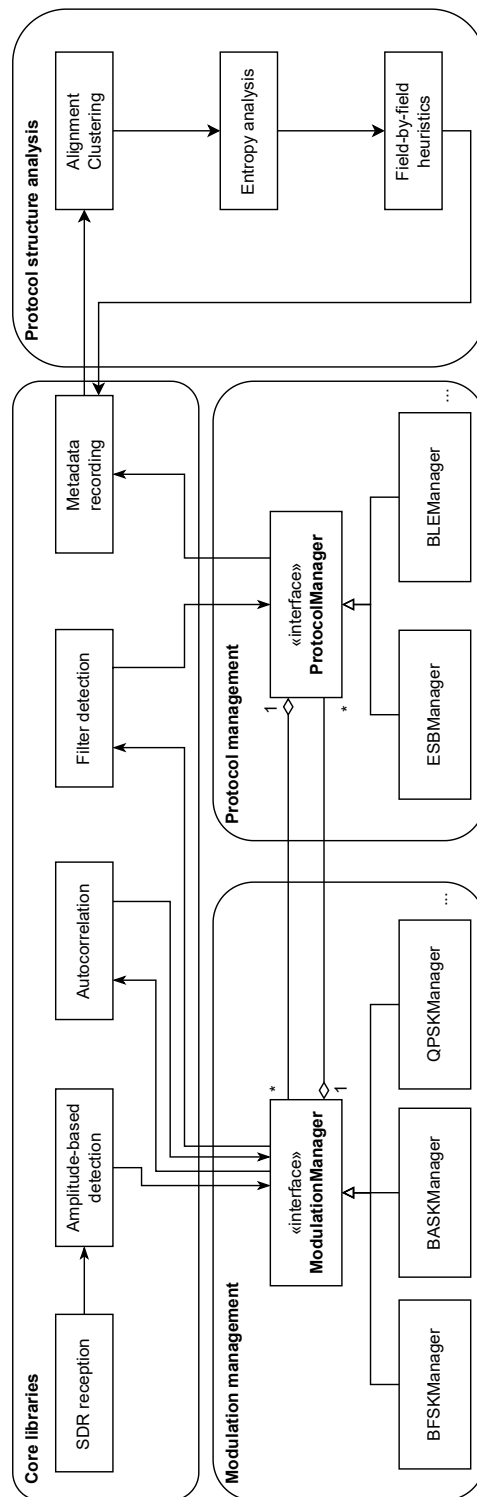 Core libraries
SDR reception
Amplitude-based
detection
Autocorrelation
Filter detection
Metadata
recording
Modulation management
«interface»
ModulationManager
*
1
BFSKManager
BASKManager
QPSKManager
...
Protocol management
1
*
«interface»
ProtocolManager
ESBManager
BLEManager
...
Protocol structure analysis
Alignment
Clustering
Entropy analysis
Field-by-field
heuristics